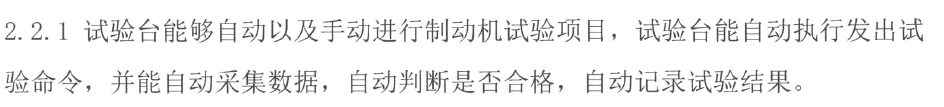 2.2.1 试验台能够自动以及手动进行制动机试验项目，试验台能自动执行发出试
验命令，并能自动采集数据，自动判断是否合格，自动记录试验结果。